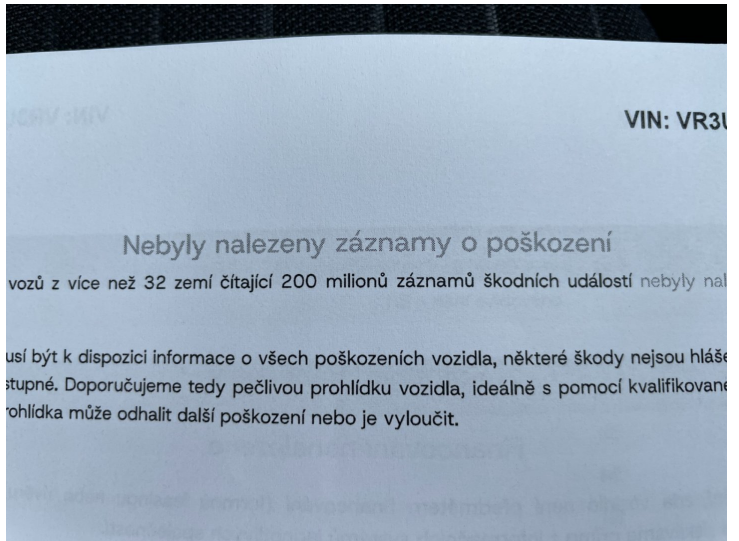 VIN: VR3U
Nebyly nalezeny záznamy o poškození
vozů z více než 32 zemí čítající 200 milionů záznamů škodních událostí nebyly nal
usí být k dispozici informace o všech poškozeních vozidla, některé škody nejsou hláše
stupné. Doporučujeme tedy pečlivou prohlídku vozidla, ideálně s pomocí kvalifikované
rohlídka může odhalit další poškození nebo je vyloučit.